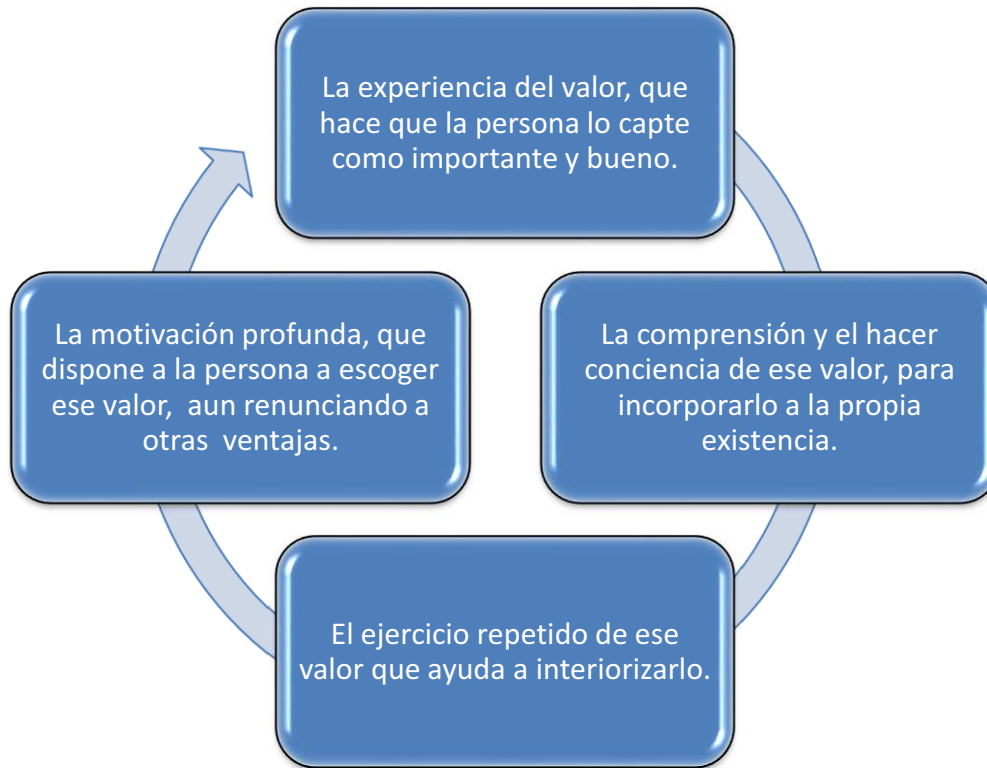 La experiencia del valor, que
hace que la persona lo capte
como importante y bueno.
La comprensión y el hacer
conciencia de ese valor, para
incorporarlo a la propia
existencia.
El ejercicio repetido de ese
valor que ayuda a interiorizarlo.
La motivación profunda, que
dispone a la persona a escoger
ese valor, aun renunciando a
otras ventajas.